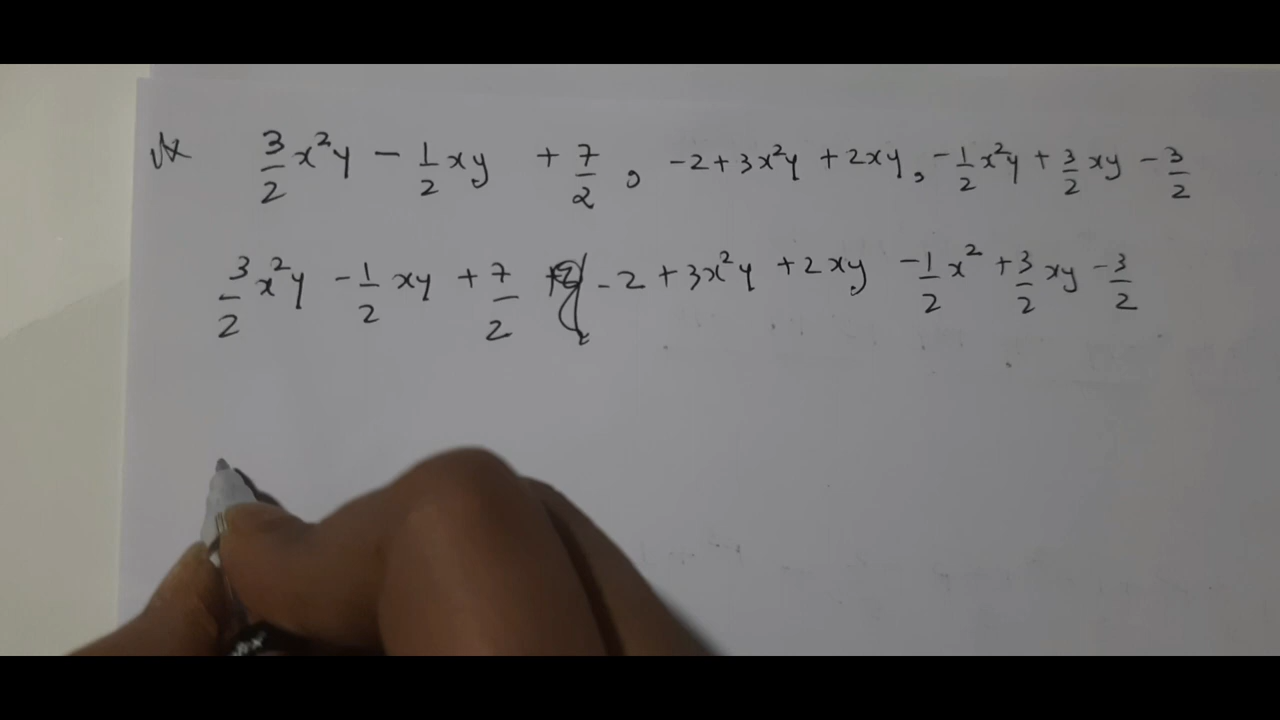 3/2 x²y - 1/2 xy + 7/2 , -2 + 3x²y + 2xy, -1/2 x²y + 3/2 xy - 3/2
3/2 x²y - 1/2 xy + 7/2 - 2 + 3x²y + 2xy - 1/2 x² + 3/2 xy - 3/2